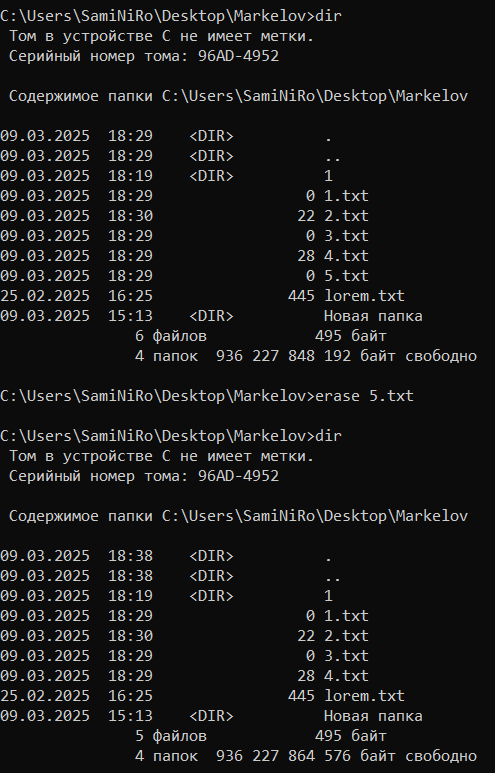 C:\Users\SamiNiRo\Desktop\Markelov>dir
Том в устройстве C не имеет метки.
Серийный номер тома: 96AD-4952
Содержимое папки C:\Users\SamiNiRo\Desktop\Markelov
09.03.2025  18:29    <DIR>          .
09.03.2025  18:29    <DIR>          ..
09.03.2025  18:19    <DIR>          1
09.03.2025  18:29                 0 1.txt
09.03.2025  18:30                22 2.txt
09.03.2025  18:29                 0 3.txt
09.03.2025  18:29                28 4.txt
09.03.2025  18:29                 0 5.txt
25.02.2025  16:25               445 lorem.txt
09.03.2025  15:13    <DIR>          Новая папка
6 файлов            495 байт
4 папок  936 227 848 192 байт свободно
C:\Users\SamiNiRo\Desktop\Markelov>erase 5.txt
C:\Users\SamiNiRo\Desktop\Markelov>dir
Том в устройстве C не имеет метки.
Серийный номер тома: 96AD-4952
Содержимое папки C:\Users\SamiNiRo\Desktop\Markelov
09.03.2025  18:38    <DIR>          .
09.03.2025  18:38    <DIR>          ..
09.03.2025  18:19    <DIR>          1
09.03.2025  18:29                 0 1.txt
09.03.2025  18:30                22 2.txt
09.03.2025  18:29                 0 3.txt
09.03.2025  18:29                28 4.txt
25.02.2025  16:25               445 lorem.txt
09.03.2025  15:13    <DIR>          Новая папка
5 файлов            495 байт
4 папок  936 227 864 576 байт свободно